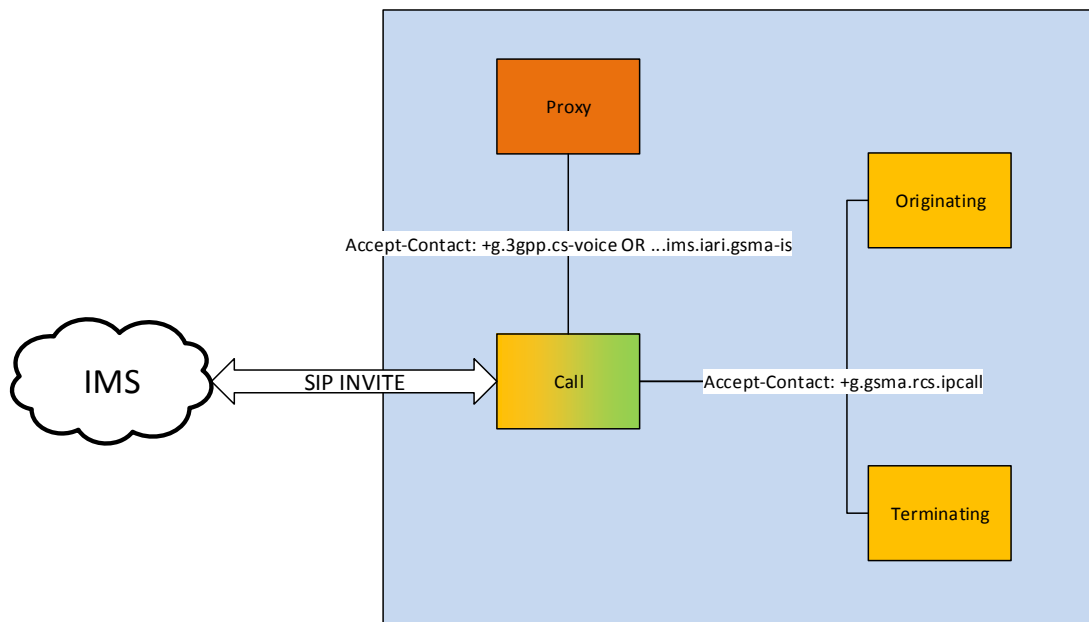 Proxy
Originating
Accept-Contact: +g.3gpp.cs-voice OR ...ims.iari.gsma-is
IMS
SIP INVITE
Call
Accept-Contact: +g.gsma.rcs.ipcall
Terminating